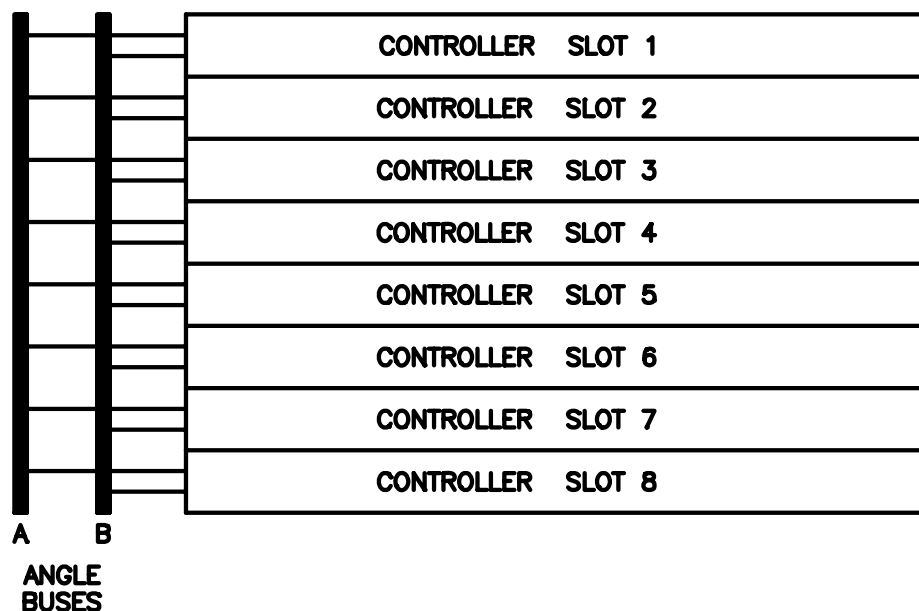 CONTROLLER SLOT 1
CONTROLLER SLOT 2
CONTROLLER SLOT 3
CONTROLLER SLOT 4
CONTROLLER SLOT 5
CONTROLLER SLOT 6
CONTROLLER SLOT 7
CONTROLLER SLOT 8
A B
ANGLE
BUSES